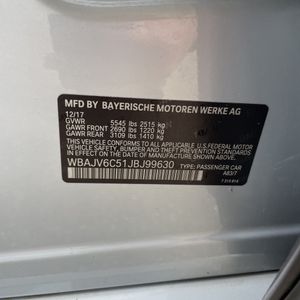 MFD BY BAYERISCHE MOTOREN WERKE AG
12/17
GVWR 5545 lbs 2515 kg
GAWR FRONT 2690 lbs 1220 kg
GAWR REAR 3109 lbs 1410 kg
THIS VEHICLE CONFORMS TO ALL APPLICABLE U.S. FEDERAL MOTOR
VEHICLE SAFETY, BUMPER, AND THEFT PREVENTION STANDARDS
IN EFFECT ON THE DATE OF MANUFACTURE SHOWN ABOVE.
WBAJV6C51JBJ99630 TYPE: PASSENGER CAR
A83/7